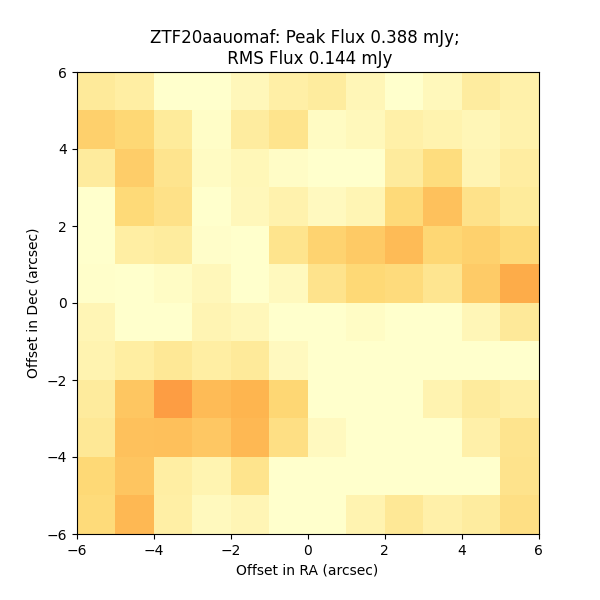 ZTF20aauomaf: Peak Flux 0.388 mJy;
RMS Flux 0.144 mJy
6
4
2
0
−2
−4
−6
Offset in Dec (arcsec)
−6 −4 −2 0 2 4 6
Offset in RA (arcsec)